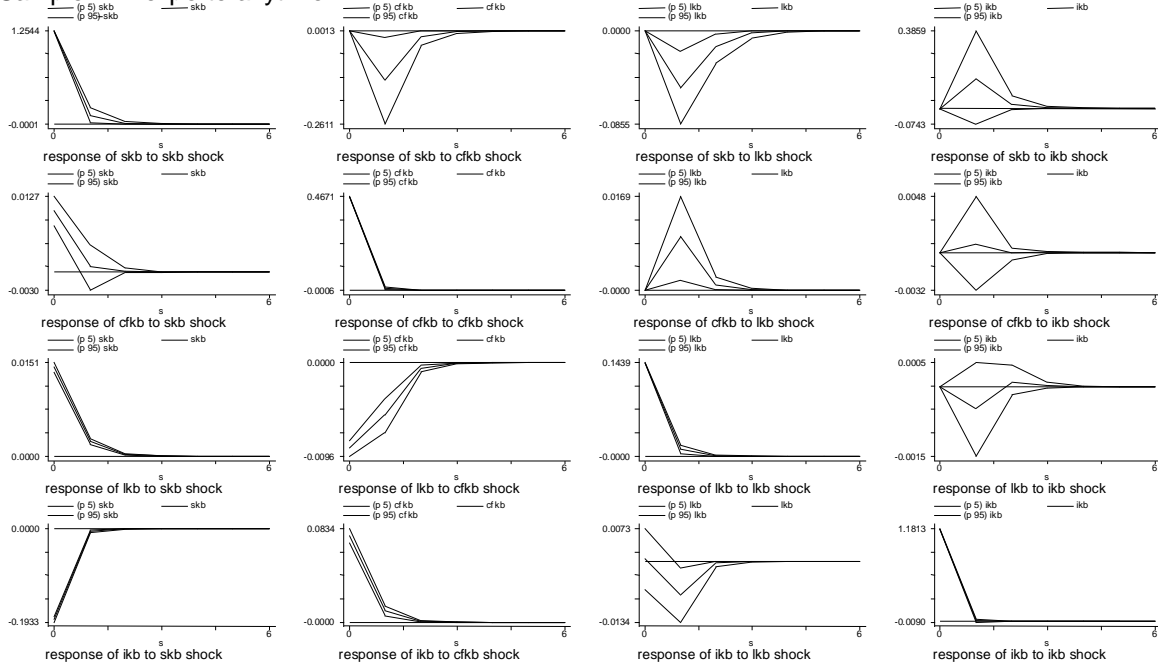 (p 5) skb
skb
(p 95) skb
1.2544
-0.0001
0
6
s
response of skb to skb shock
(p 5) cfkb
cfkb
(p 95) cfkb
0.0013
-0.2611
0
6
s
response of skb to cfkb shock
(p 5) lkb
lkb
(p 95) lkb
0.0000
-0.0855
0
6
s
response of skb to lkb shock
(p 5) ikb
ikb
(p 95) ikb
0.3859
-0.0743
0
6
s
response of skb to ikb shock
(p 5) skb
skb
(p 95) skb
0.0127
-0.0030
0
6
s
response of cfkb to skb shock
(p 5) cfkb
cfkb
(p 95) cfkb
0.4671
-0.0006
0
6
s
response of cfkb to cfkb shock
(p 5) lkb
lkb
(p 95) lkb
0.0169
-0.0000
0
6
s
response of cfkb to lkb shock
(p 5) ikb
ikb
(p 95) ikb
0.0048
-0.0032
0
6
s
response of cfkb to ikb shock
(p 5) skb
skb
(p 95) skb
0.0151
0.0000
0
6
s
response of lkb to skb shock
(p 5) cfkb
cfkb
(p 95) cfkb
0.0000
-0.0096
0
6
s
response of lkb to cfkb shock
(p 5) lkb
lkb
(p 95) lkb
0.1439
-0.0000
0
6
s
response of lkb to lkb shock
(p 5) ikb
ikb
(p 95) ikb
0.0005
-0.0015
0
6
s
response of lkb to ikb shock
(p 5) skb
skb
(p 95) skb
0.0000
-0.1933
0
6
s
response of ikb to skb shock
(p 5) cfkb
cfkb
(p 95) cfkb
0.0834
-0.0000
0
6
s
response of ikb to cfkb shock
(p 5) lkb
lkb
(p 95) lkb
0.0073
-0.0134
0
6
s
response of ikb to lkb shock
(p 5) ikb
ikb
(p 95) ikb
1.1813
-0.0090
0
6
s
response of ikb to ikb shock